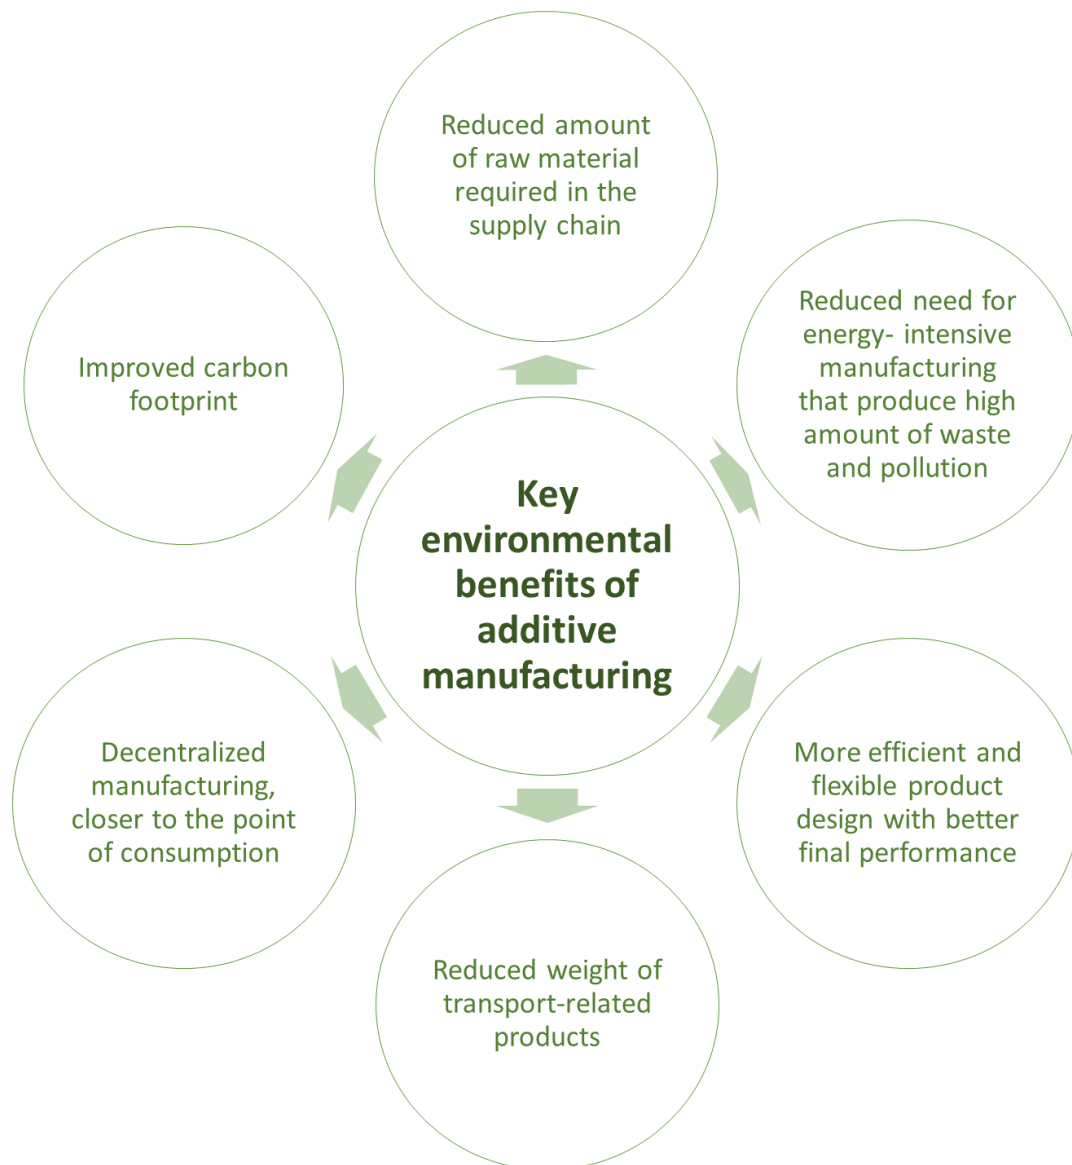 Reduced amount
of raw material
required in the
supply chain
Reduced need for
energy- intensive
manufacturing
that produce high
amount of waste
and pollution
Improved carbon
footprint
Key
environmental
benefits of
additive
manufacturing
Decentralized
manufacturing,
closer to the point
of consumption
More efficient and
flexible product
design with better
final performance
Reduced weight of
transport-related
products